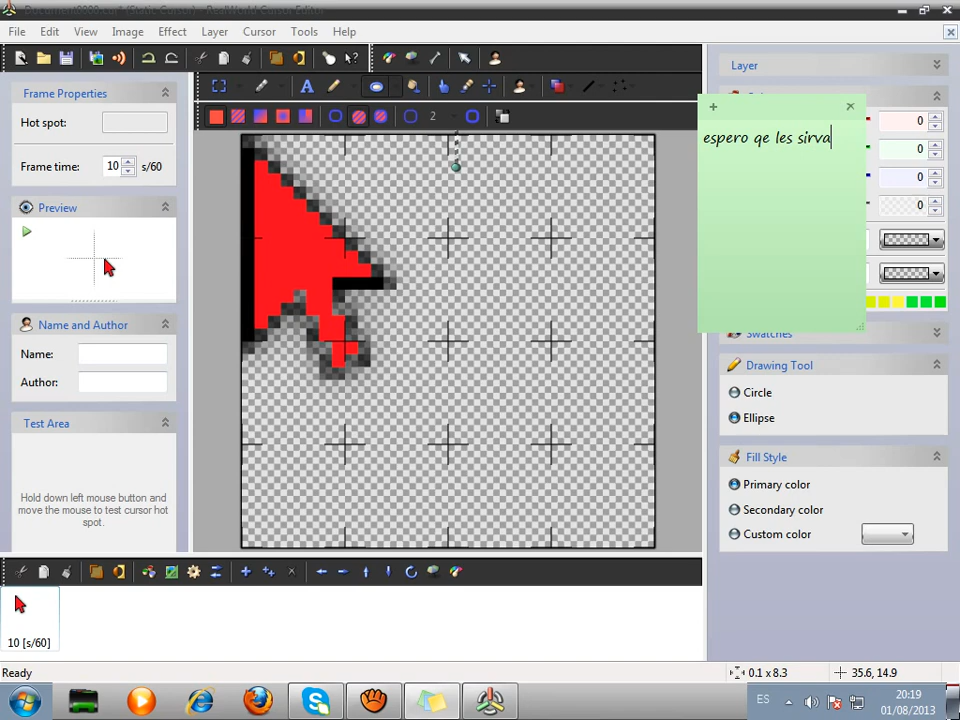 File Edit View Image Effect Layer Cursor Tools Help
2
Frame Properties
Hot spot:
Frame time: 10 s/60
Preview
Name and Author
Name:
Author:
Test Area
Hold down left mouse button and
move the mouse to test cursor hot
spot.
10 [s/60]
Layer
espero qe les sirva
0
0
0
0
Swatches
Drawing Tool
Circle
Ellipse
Fill Style
Primary color
Secondary color
Custom color
Ready
0.1 x 8.3
35.6, 14.9
ES
20:19
01/08/2013